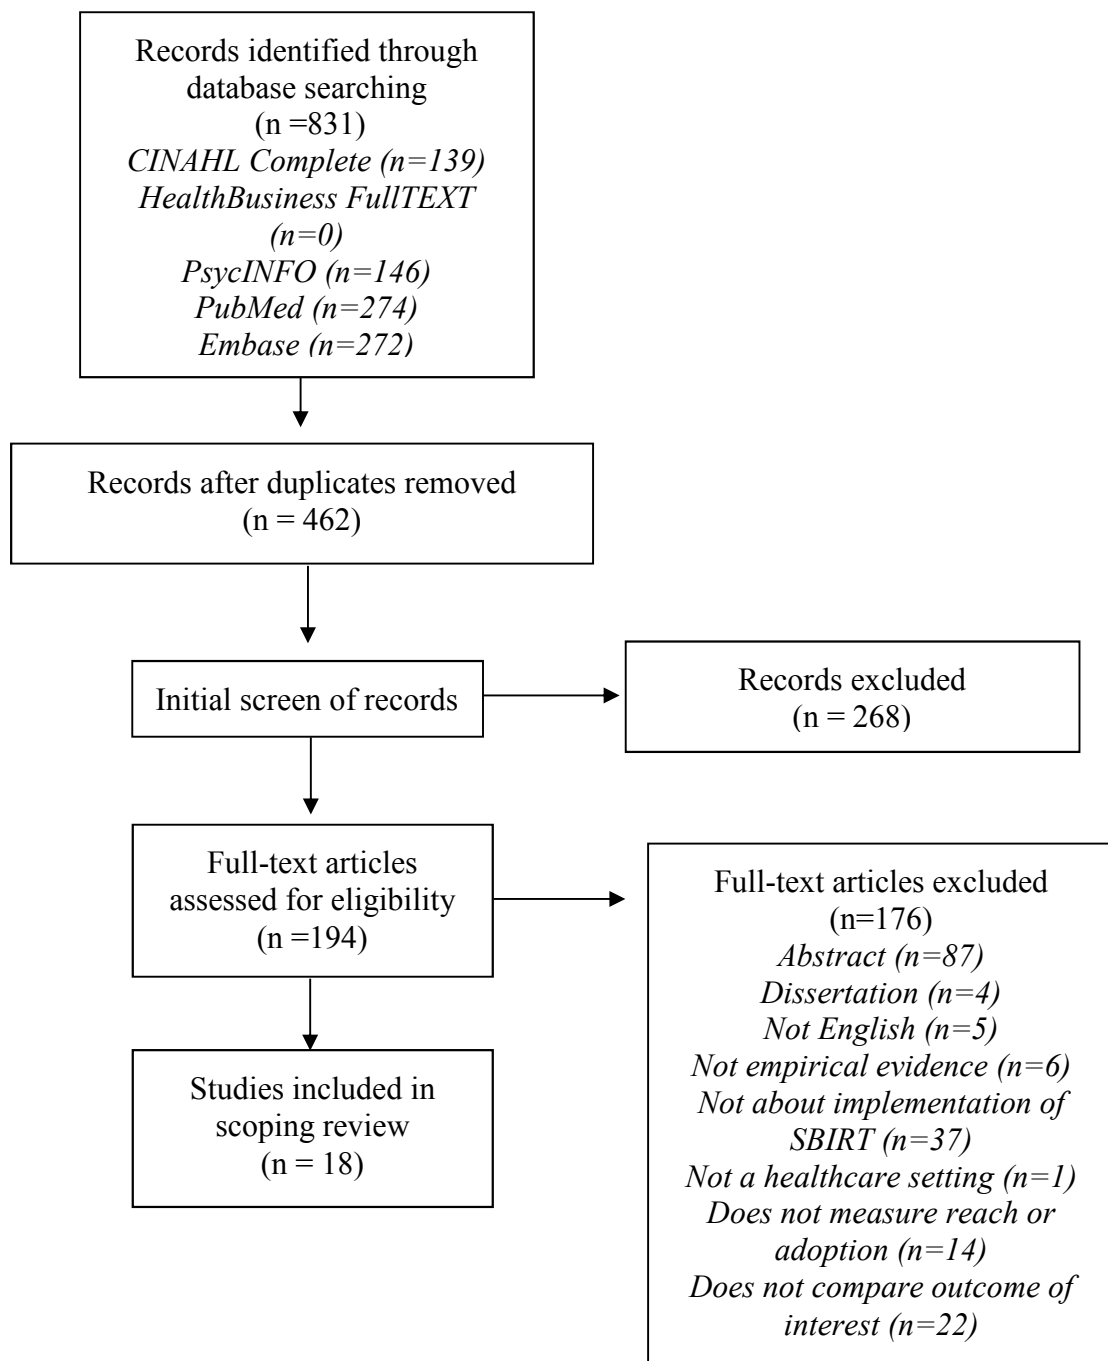 Records identified through
database searching
(n =831)
CINAHL Complete (n=139)
HealthBusiness FullTEXT
(n=0)
PsycINFO (n=146)
PubMed (n=274)
Embase (n=272)
Records after duplicates removed
(n = 462)
Initial screen of records
Records excluded
(n = 268)
Full-text articles
assessed for eligibility
(n =194)
Full-text articles excluded
(n=176)
Abstract (n=87)
Dissertation (n=4)
Not English (n=5)
Not empirical evidence (n=6)
Not about implementation of
SBIRT (n=37)
Not a healthcare setting (n=1)
Does not measure reach or
adoption (n=14)
Does not compare outcome of
interest (n=22)
Studies included in
scoping review
(n = 18)